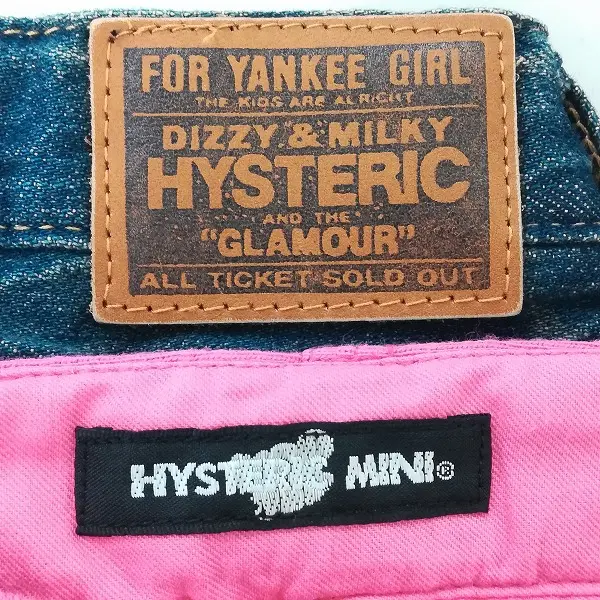 FOR YANKEE GIRL
THE KIDS ARE ALRIGHT
DIZZY & MILKY
HYSTERIC
AND THE
"GLAMOUR"
ALL TICKET SOLD OUT
HYSTERIC MINI®